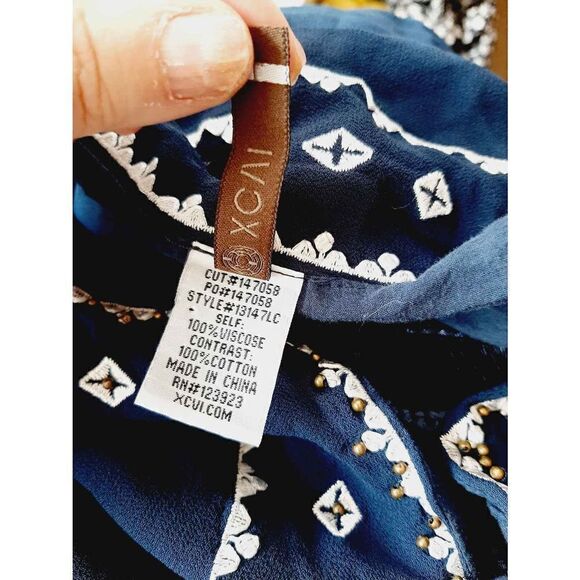 XCVI
CUT#147058
PO#147058
STYLE#13147LC
SELF:
100%VISCOSE
CONTRAST:
100%COTTON
MADE IN CHINA
RN#123923
XCVI.COM